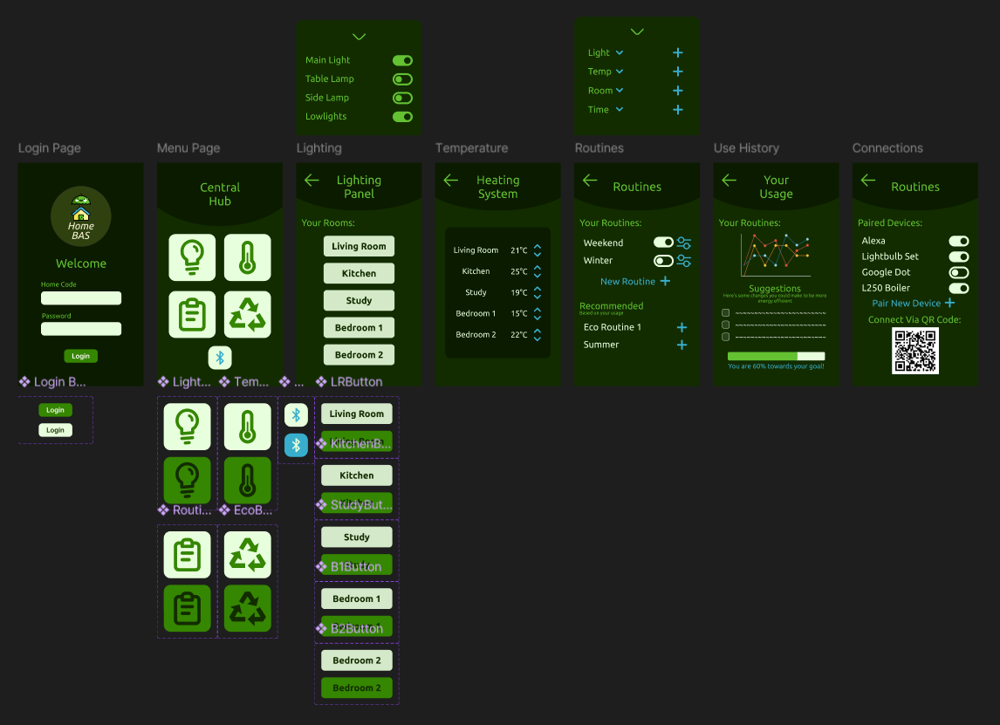 Main Light
Table Lamp
Side Lamp
Lowlights
Light
Temp
Room
Time
Login Page
Menu Page
Lighting
Temperature
Routines
Use History
Connections
Home
BAS
Welcome
Home Code
Password
Login
Central
Hub
Lighting
Panel
Your Rooms:
Living Room
Kitchen
Study
Bedroom 1
Bedroom 2
Heating
System
Living Room 21°C
Kitchen 25°C
Study 19°C
Bedroom 1 15°C
Bedroom 2 22°C
Routines
Your Routines:
Weekend
Winter
New Routine
Recommended
Based on your usage
Eco Routine 1
Summer
Your
Usage
Your Routines:
Suggestions
Here's some changes you could make to be more
energy efficient
You are 60% towards your goal!
Routines
Paired Devices:
Alexa
Lightbulb Set
Google Dot
L250 Boiler
Pair New Device
Connect Via QR Code:
Login B...
Login
Login
Light...
Tem...
...
Routi...
EcoB...
LRButton
Living Room
KitchenB...
Kitchen
StudyBut...
Study
B1Button
Bedroom 1
B2Button
Bedroom 2
Bedroom 2